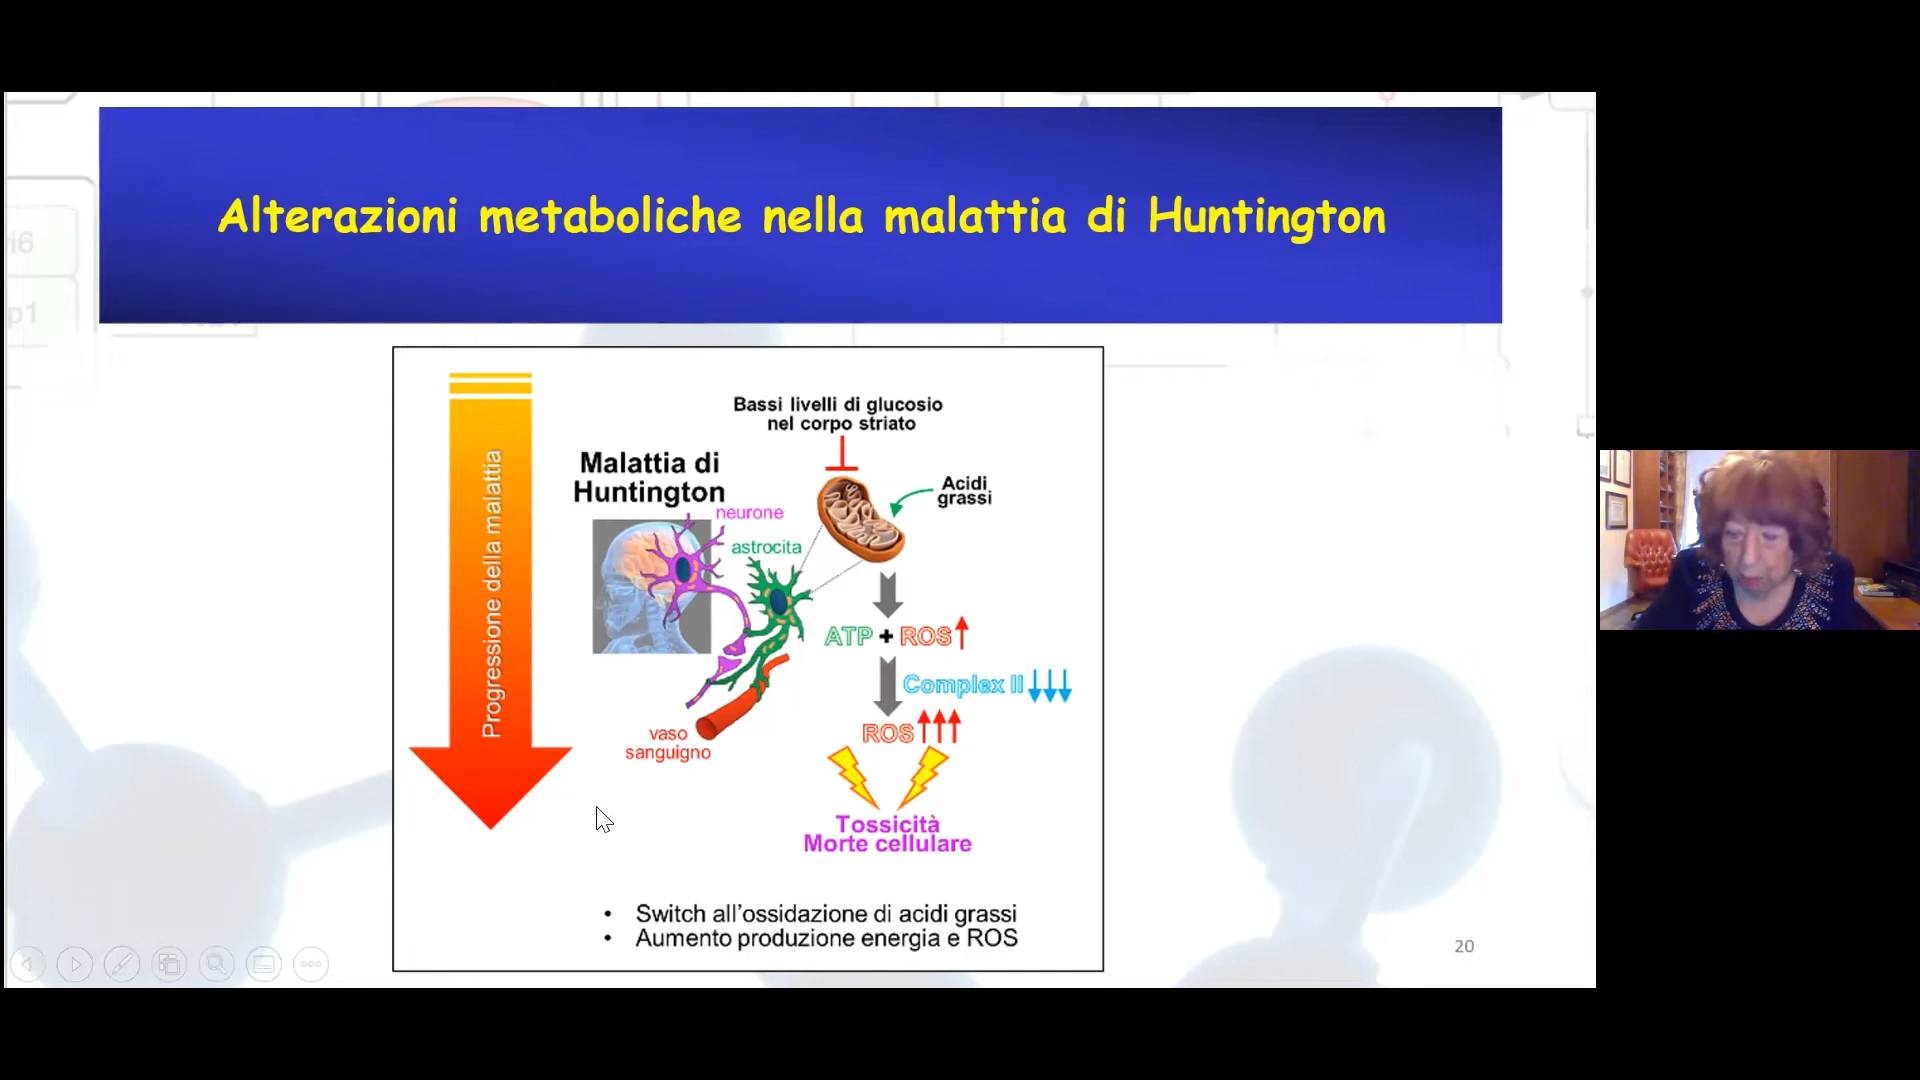 Alterazioni metaboliche nella malattia di Huntington
Progressione della malattia
Bassi livelli di glucosio
nel corpo striato
Malattia di
Huntington
Acidi
grassi
neurone
astrocita
ATP + ROS
Complex II
ROS
vaso
sanguigno
Tossicità
Morte cellulare
• Switch all'ossidazione di acidi grassi
• Aumento produzione energia e ROS
20